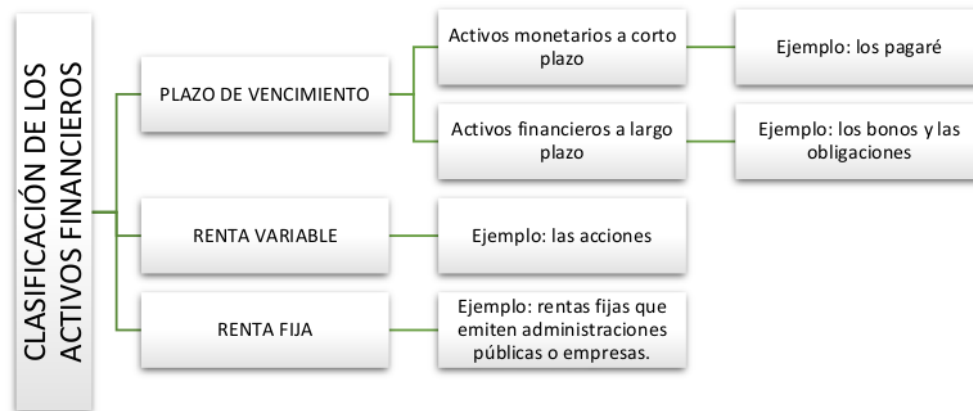 CLASIFICACIÓN DE LOS
ACTIVOS FINANCIEROS
PLAZO DE VENCIMIENTO
Activos monetarios a corto
plazo
Ejemplo: los pagaré
Activos financieros a largo
plazo
Ejemplo: los bonos y las
obligaciones
RENTA VARIABLE
Ejemplo: las acciones
RENTA FIJA
Ejemplo: rentas fijas que
emiten administraciones
públicas o empresas.